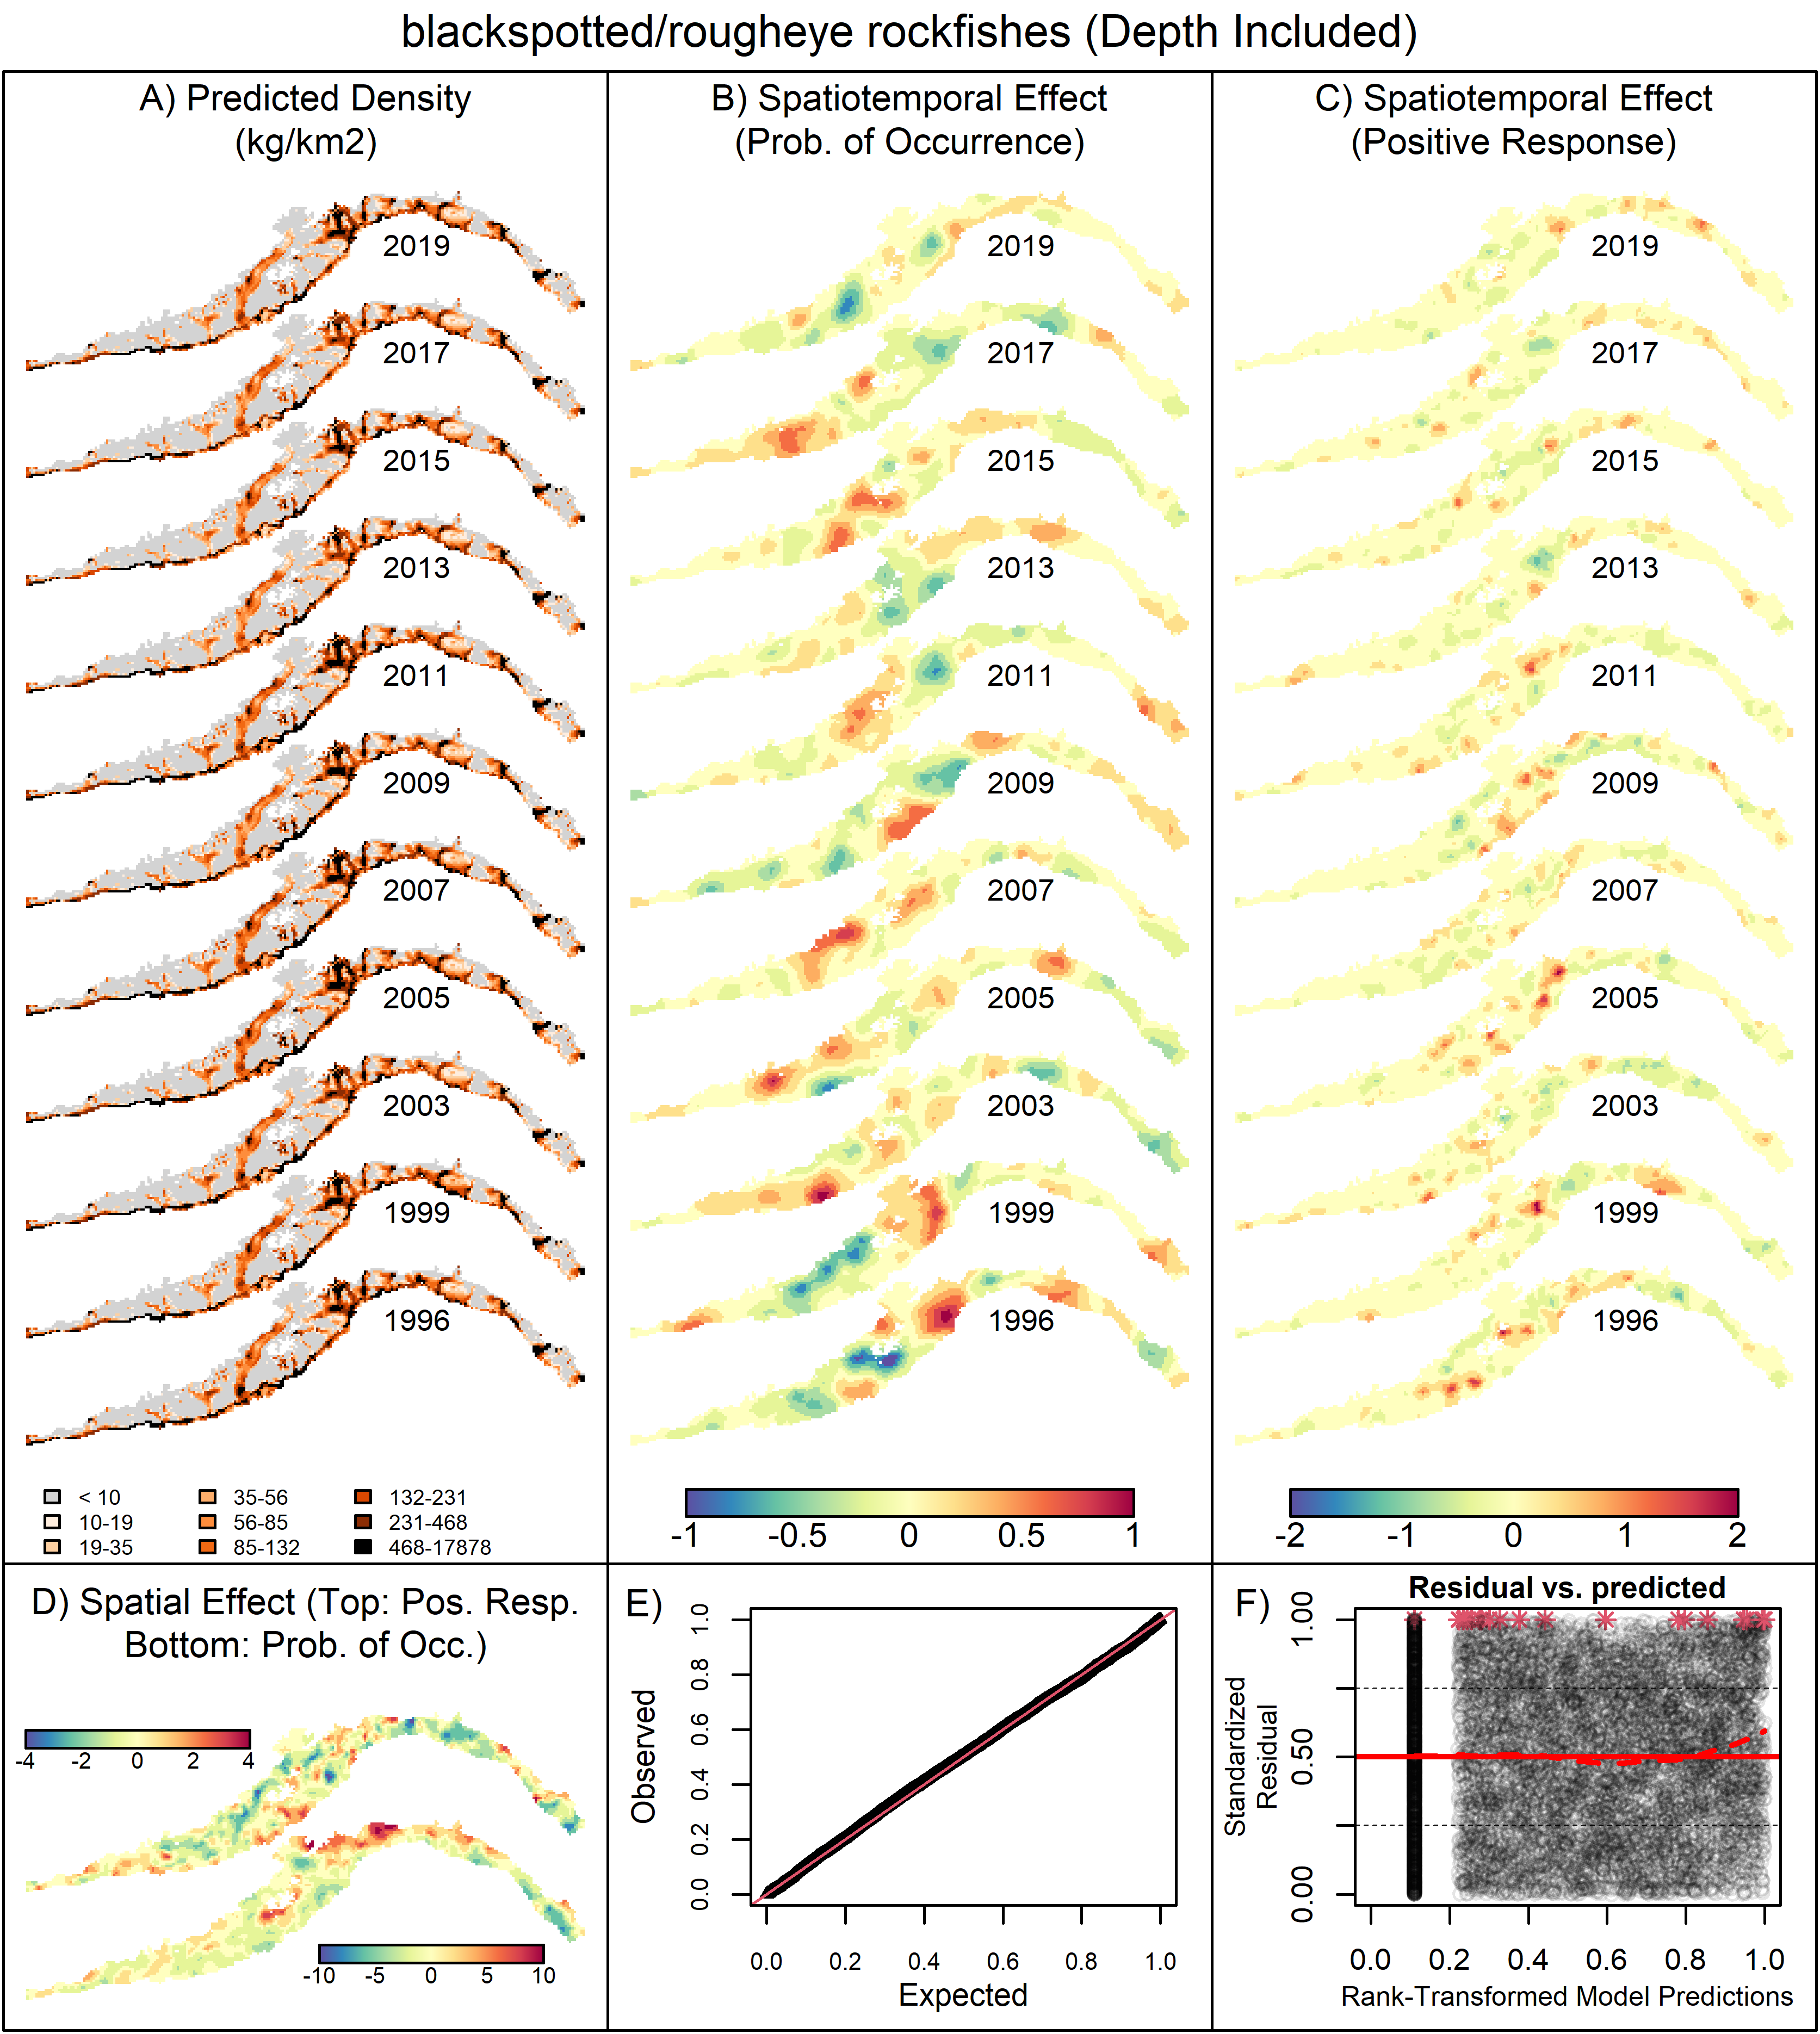 blackspotted/rougheye rockfishes (Depth Included)
A) Predicted Density
(kg/km2)
2019
2017
2015
2013
2011
2009
2007
2005
2003
1999
1996
< 10
10-19
19-35
35-56
56-85
85-132
132-231
231-468
468-17878
B) Spatiotemporal Effect
(Prob. of Occurrence)
2019
2017
2015
2013
2011
2009
2007
2005
2003
1999
1996
-1 -0.5 0 0.5 1
C) Spatiotemporal Effect
(Positive Response)
2019
2017
2015
2013
2011
2009
2007
2005
2003
1999
1996
-2 -1 0 1 2
D) Spatial Effect (Top: Pos. Resp.
Bottom: Prob. of Occ.)
-4 -2 0 2 4
-10 -5 0 5 10
E)
Observed
1.0
0.8
0.6
0.4
0.2
0.0
0.0 0.2 0.4 0.6 0.8 1.0
Expected
F)
Residual vs. predicted
Standardized
Residual
1.00
0.50
0.00
0.0 0.2 0.4 0.6 0.8 1.0
Rank-Transformed Model Predictions